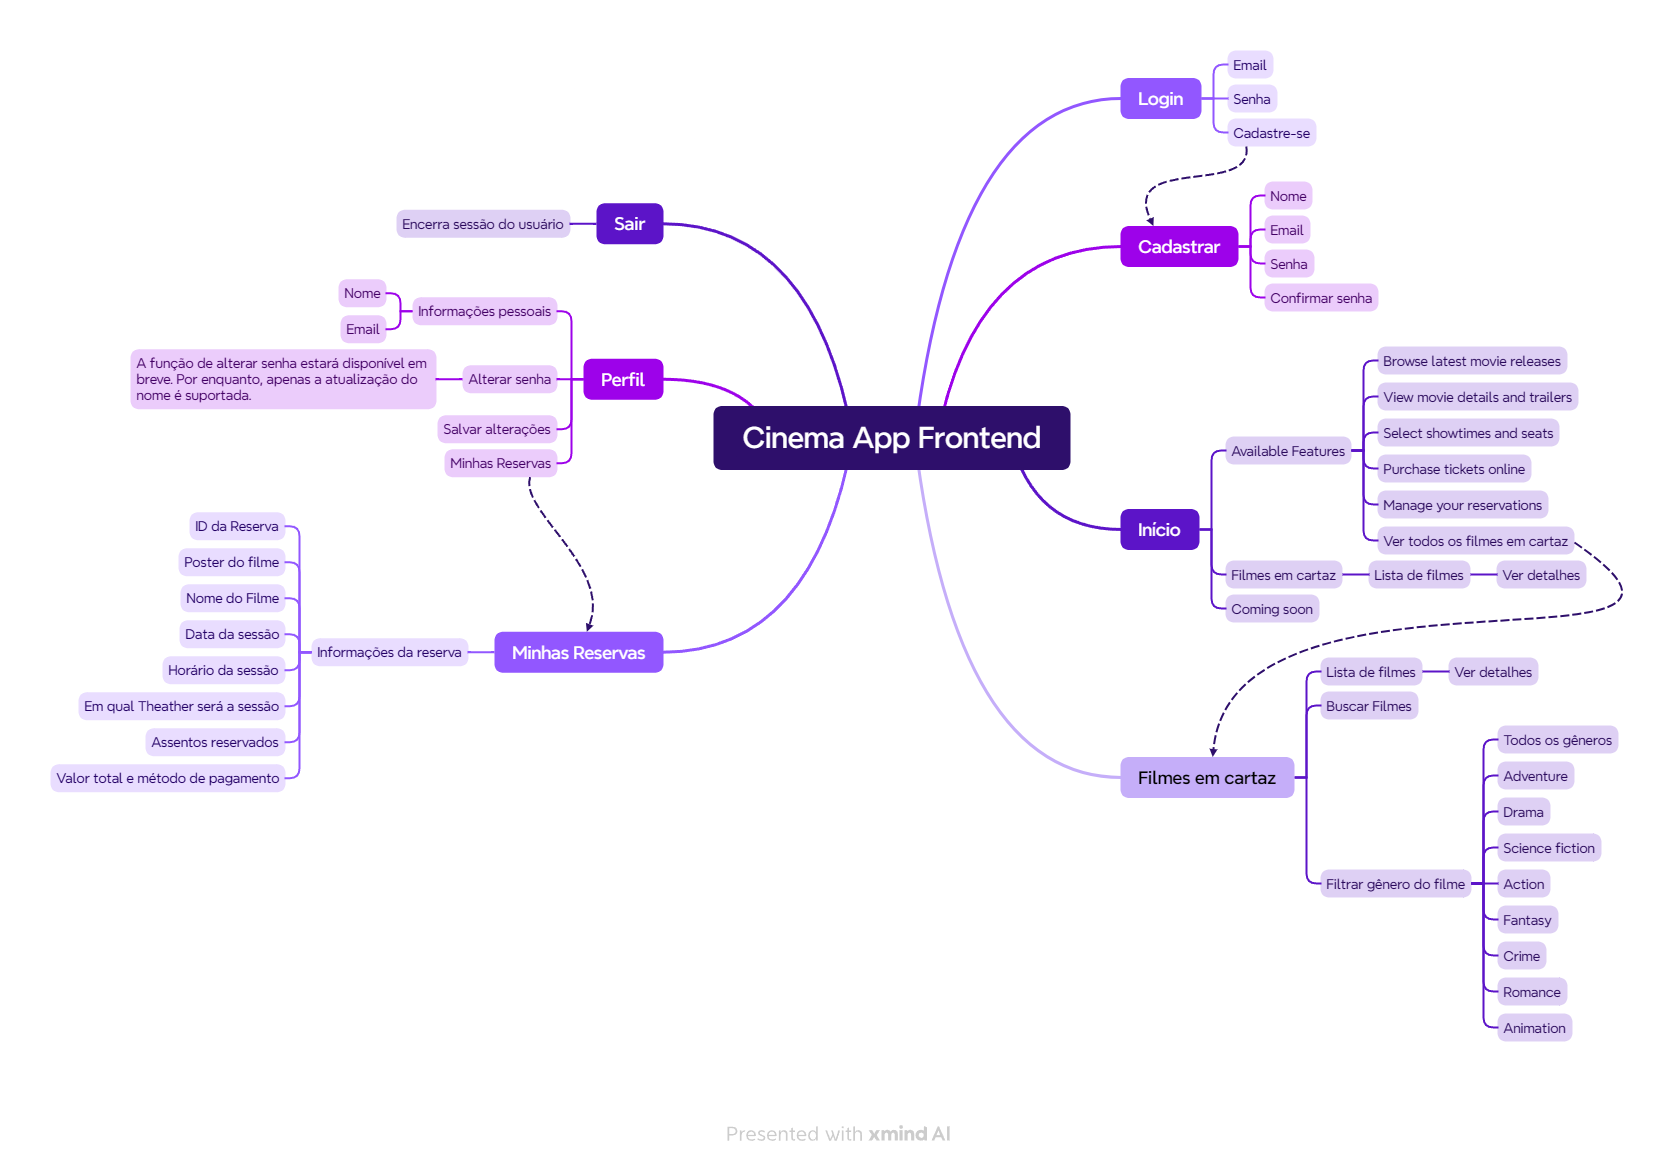 Cinema App Frontend
Login
Email
Senha
Cadastre-se
Cadastrar
Nome
Email
Senha
Confirmar senha
Início
Available Features
Browse latest movie releases
View movie details and trailers
Select showtimes and seats
Purchase tickets online
Manage your reservations
Ver todos os filmes em cartaz
Filmes em cartaz
Lista de filmes
Ver detalhes
Coming soon
Filmes em cartaz
Lista de filmes
Ver detalhes
Buscar Filmes
Filtrar gênero do filme
Todos os gêneros
Adventure
Drama
Science fiction
Action
Fantasy
Crime
Romance
Animation
Sair
Encerra sessão do usuário
Perfil
Informações pessoais
Nome
Email
Alterar senha
A função de alterar senha estará disponível em
breve. Por enquanto, apenas a atualização do
nome é suportada.
Salvar alterações
Minhas Reservas
Minhas Reservas
Informações da reserva
ID da Reserva
Poster do filme
Nome do Filme
Data da sessão
Horário da sessão
Em qual Theather será a sessão
Assentos reservados
Valor total e método de pagamento
Presented with xmind AI